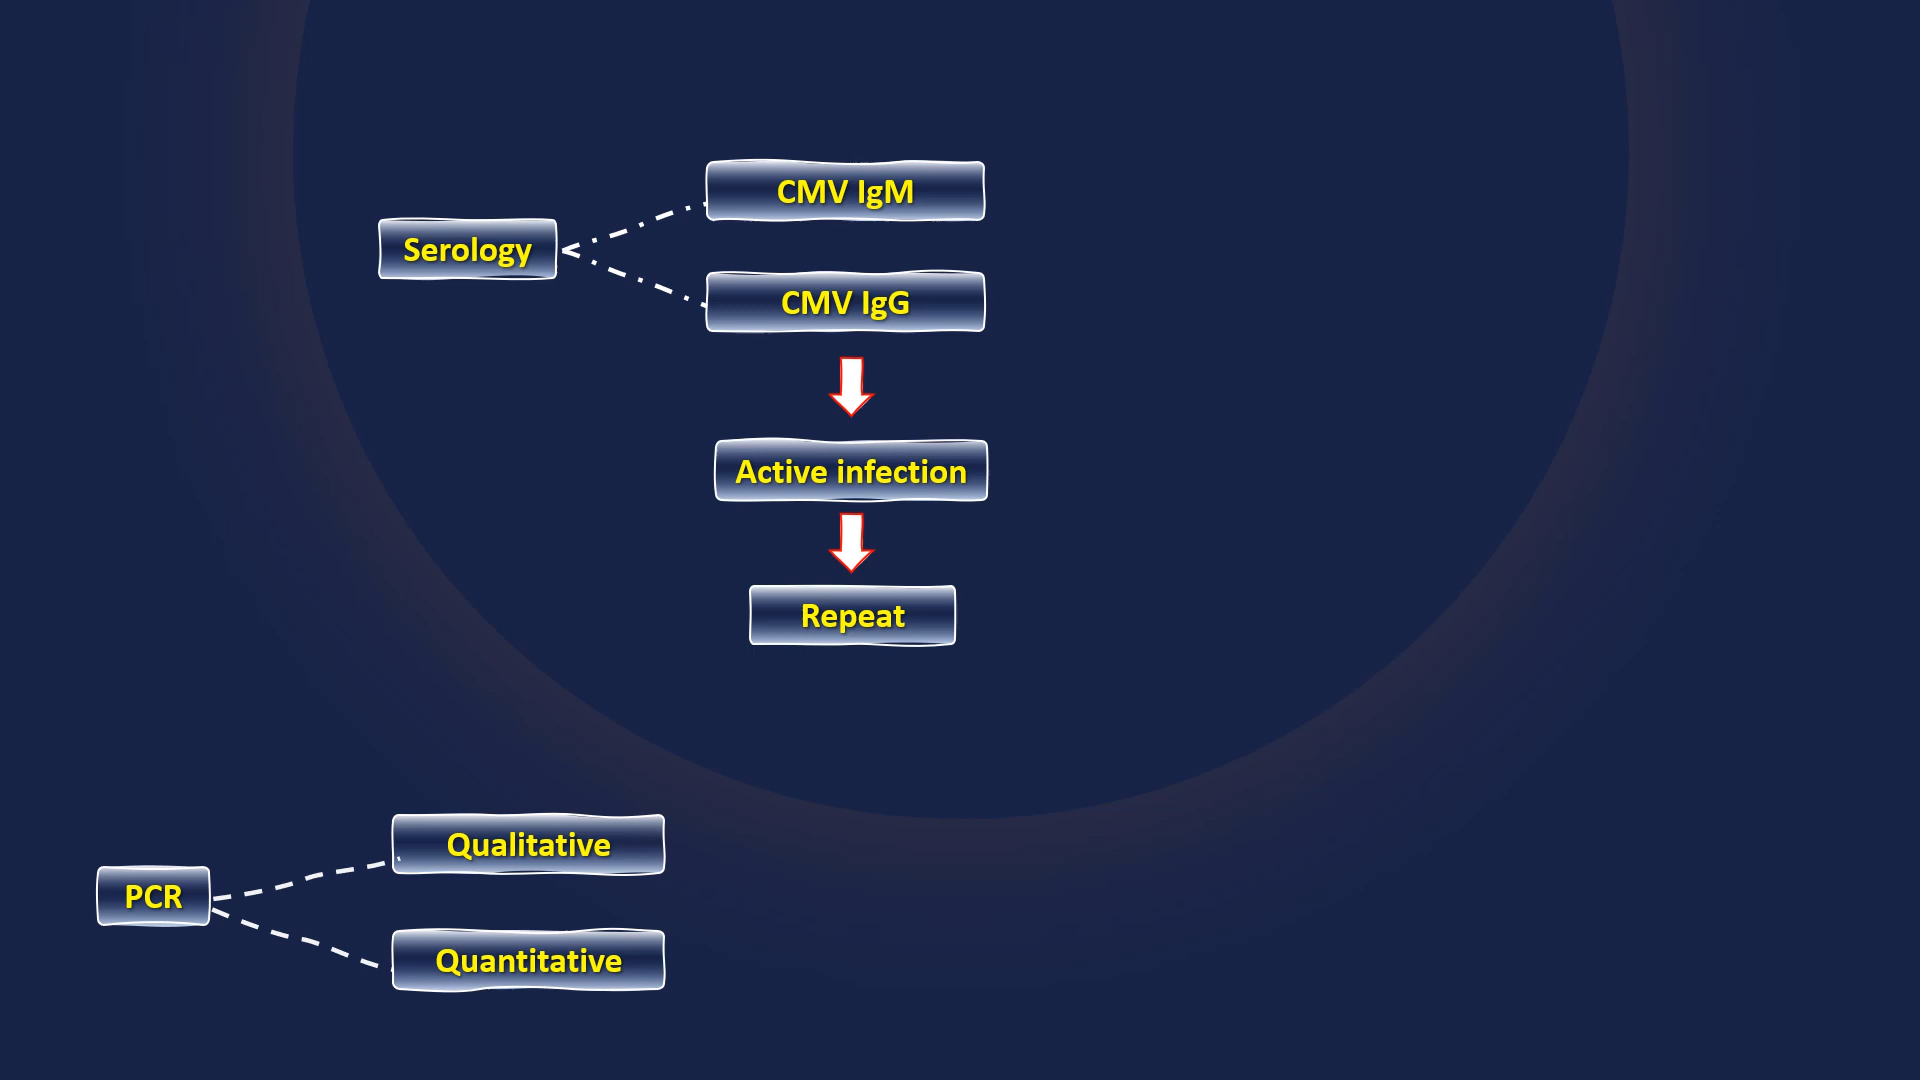 CMV IgM
Serology
CMV IgG
Active infection
Repeat
Qualitative
PCR
Quantitative